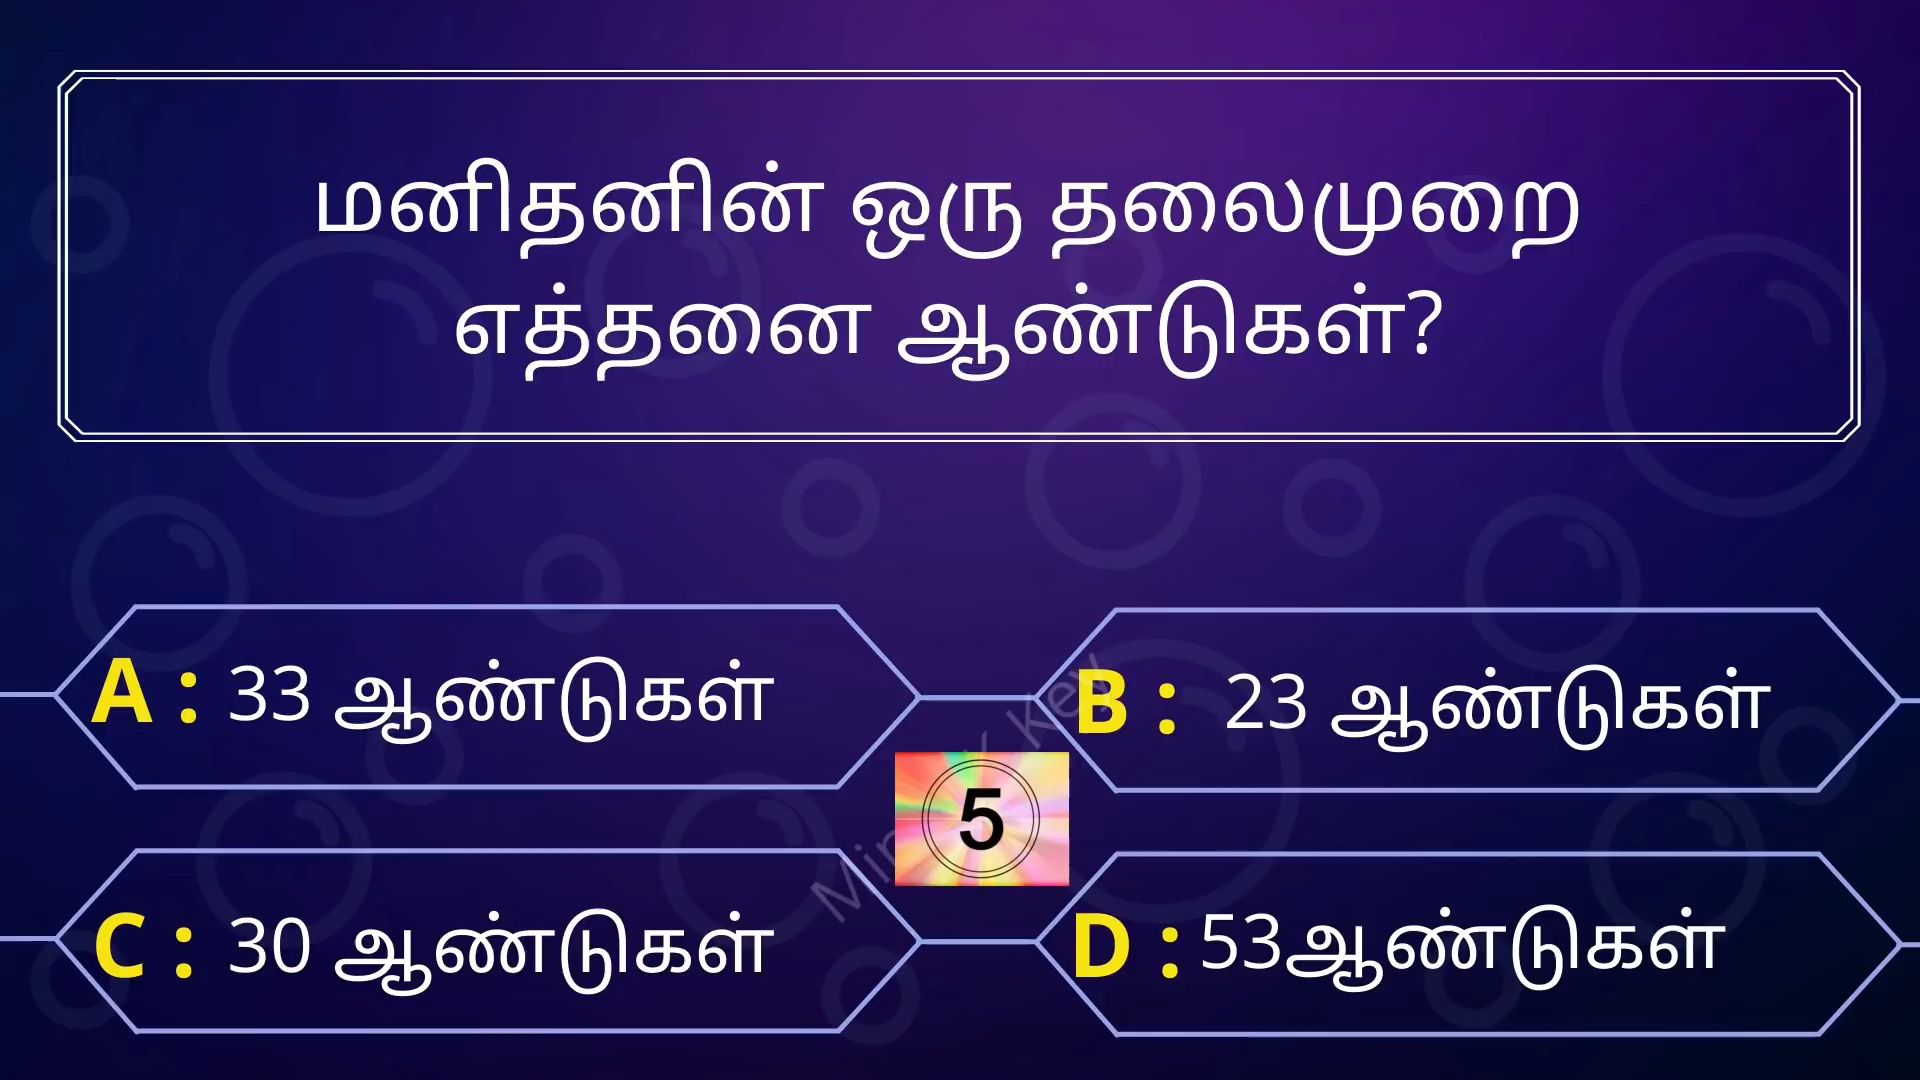 மனிதனின் ஒரு தலைமுறை
எத்தனை ஆண்டுகள்?
A : 33 ஆண்டுகள்
B : 23 ஆண்டுகள்
5
C : 30 ஆண்டுகள்
D : 53ஆண்டுகள்